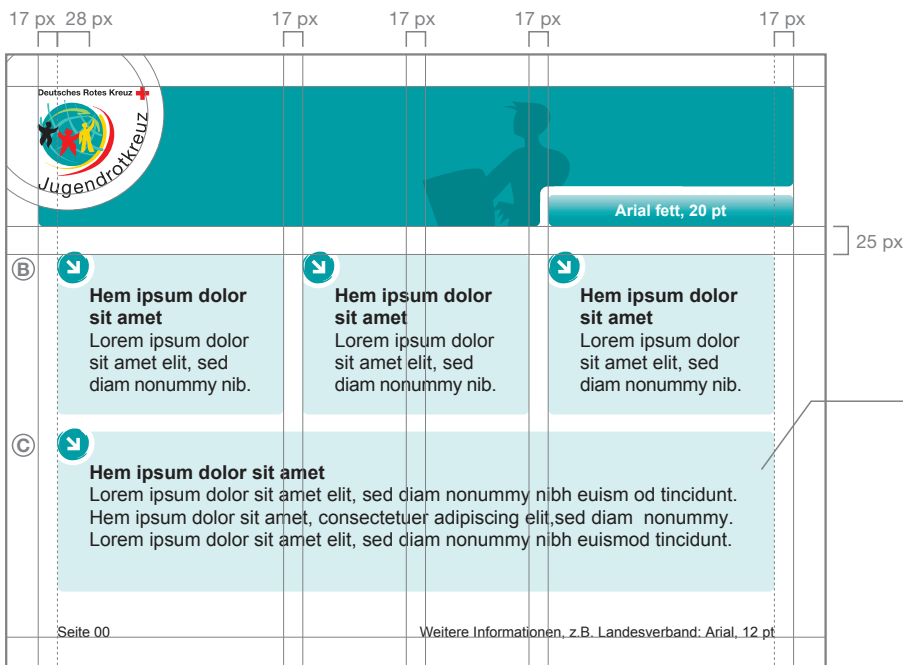 17 px 28 px 17 px 17 px 17 px 17 px
Deutsches Rotes Kreuz
Jugendrotkreuz
Arial fett, 20 pt
25 px
B
Hem ipsum dolor
sit amet
Lorem ipsum dolor
sit amet elit, sed
diam nonummy nib.
Hem ipsum dolor
sit amet
Lorem ipsum dolor
sit amet elit, sed
diam nonummy nib.
Hem ipsum dolor
sit amet
Lorem ipsum dolor
sit amet elit, sed
diam nonummy nib.
C
Hem ipsum dolor sit amet
Lorem ipsum dolor sit amet elit, sed diam nonummy nibh euism od tincidunt.
Hem ipsum dolor sit amet, consectetuer adipiscing elit,sed diam  nonummy.
Lorem ipsum dolor sit amet elit, sed diam nonummy nibh euismod tincidunt.
Seite 00
Weitere Informationen, z.B. Landesverband: Arial, 12 pt